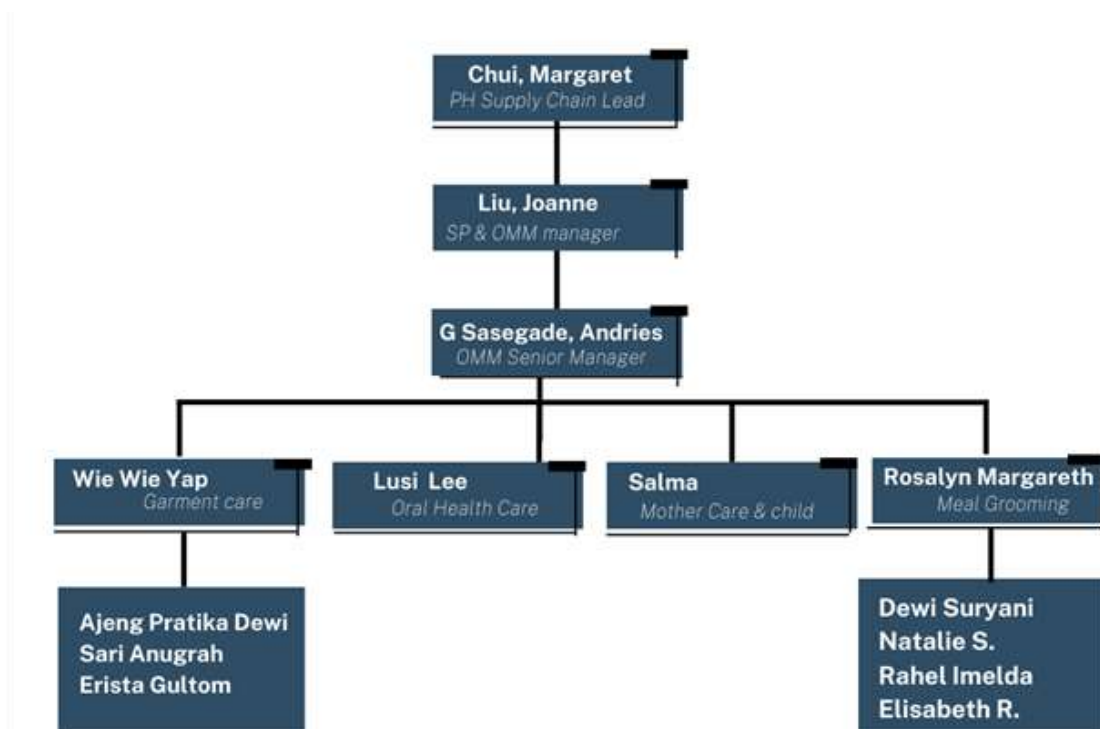 Chui, Margaret
PH Supply Chain Lead
Liu, Joanne
SP & OMM manager
G Sasegade, Andries
OMM Senior Manager
Wie Wie Yap
Garment care
Lusi Lee
Oral Health Care
Salma
Mother Care & child
Rosalyn Margareth
Meal Grooming
Ajeng Pratika Dewi
Sari Anugrah
Erista Gultom
Dewi Suryani
Natalie S.
Rahel Imelda
Elisabeth R.